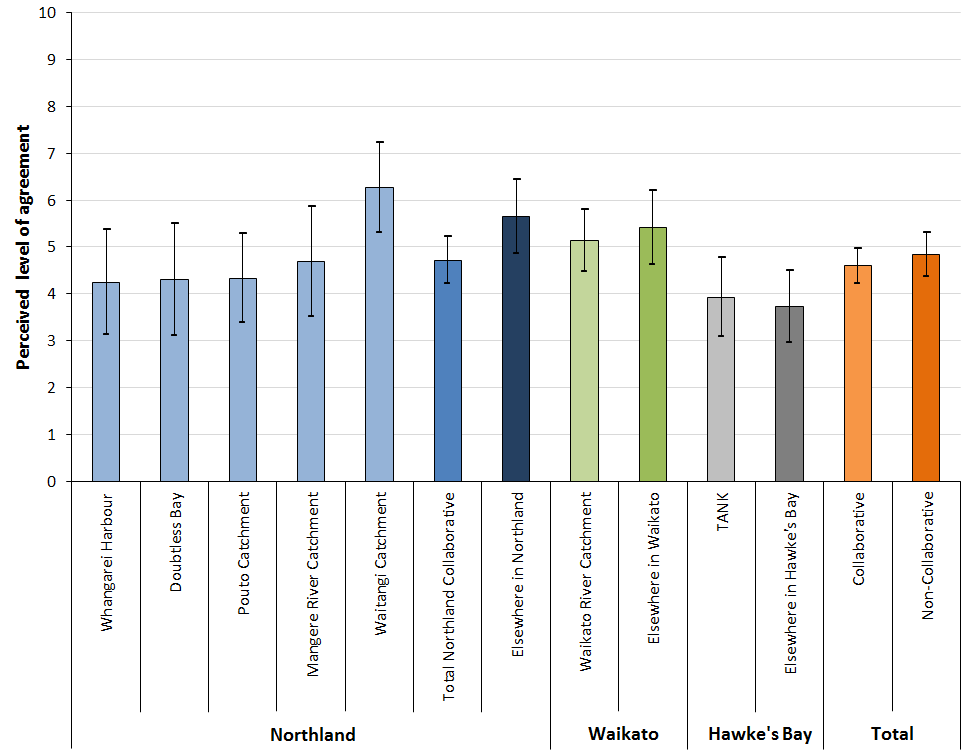 10
9
8
7
6
5
4
3
2
1
0
Perceived level of agreement
Whangarei Harbour
Doubtless Bay
Pouto Catchment
Mangere River Catchment
Waitangi Catchment
Total Northland Collaborative
Elsewhere in Northland
Waikato River Catchment
Elsewhere in Waikato
TANK
Elsewhere in Hawke's Bay
Collaborative
Non-Collaborative
Northland
Waikato
Hawke's Bay
Total